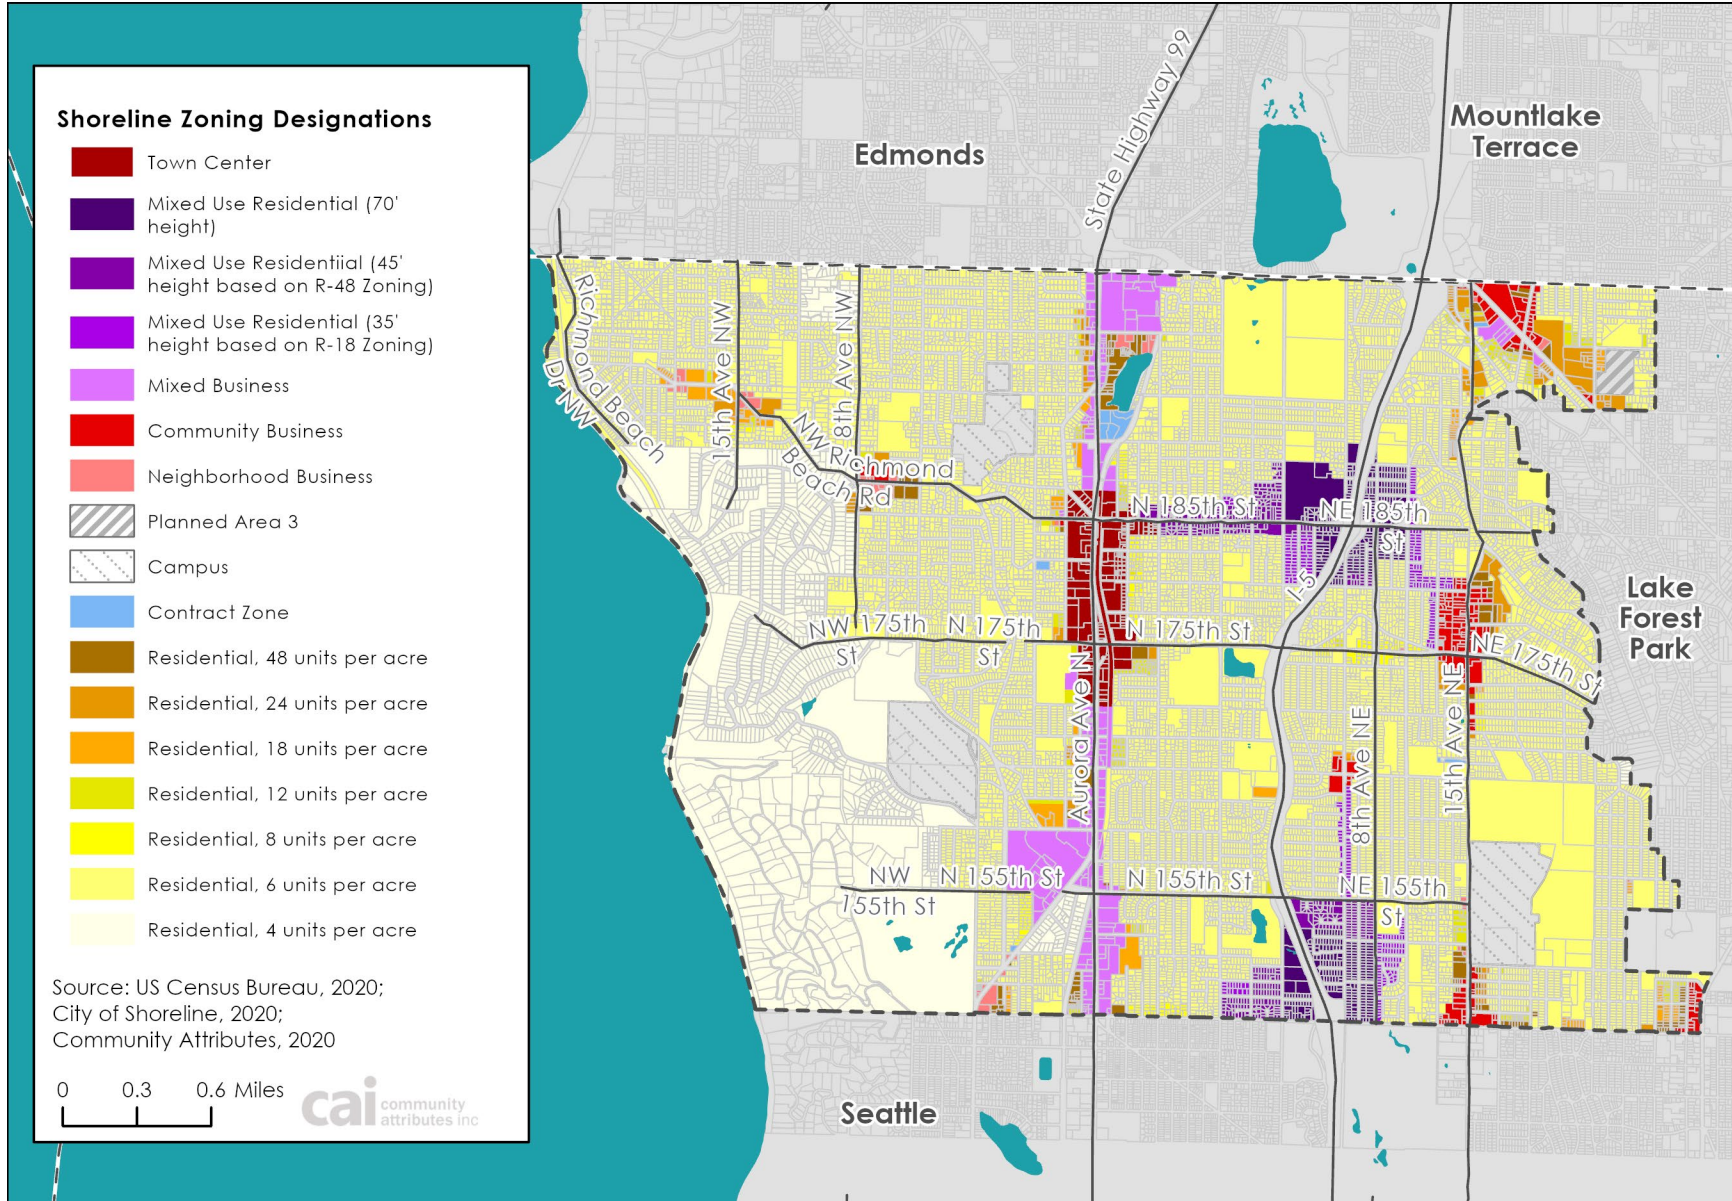 Shoreline Zoning Designations
Town Center
Mixed Use Residential (70'
height)
Mixed Use Residentiial (45'
height based on R-48 Zoning)
Mixed Use Residential (35'
height based on R-18 Zoning)
Mixed Business
Community Business
Neighborhood Business
Planned Area 3
Campus
Contract Zone
Residential, 48 units per acre
Residential, 24 units per acre
Residential, 18 units per acre
Residential, 12 units per acre
Residential, 8 units per acre
Residential, 6 units per acre
Residential, 4 units per acre
Source: US Census Bureau, 2020;
City of Shoreline, 2020;
Community Attributes, 2020
0 0.3 0.6 Miles
cai community
attributes inc
Edmonds
State Highway 99
Mountlake
Terrace
Richmond Beach
Dr NW
15th Ave NW
8th Ave NW
NW Richmond
Beach Rd
N 185th St
NE 185th
St
I-5
Lake
Forest
Park
NW 175th
St
N 175th
St
N 175th St
NE 175th St
Aurora Ave N
8th Ave NE
15th Ave NE
NW
155th St
N 155th St
N 155th St
NE 155th
St
Seattle